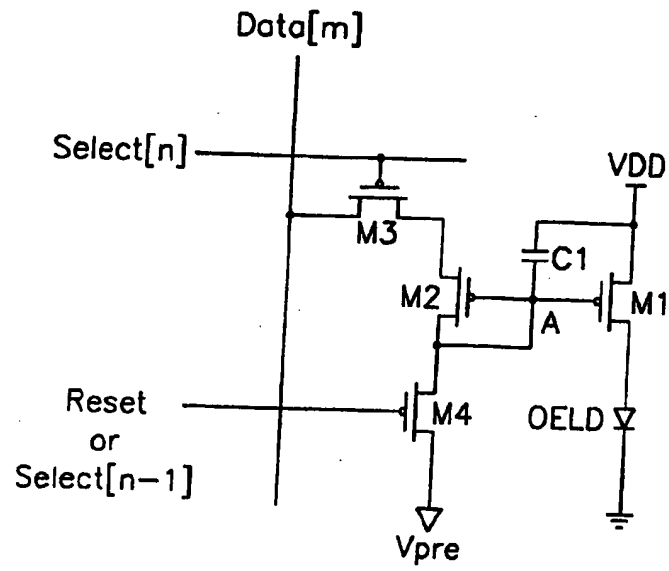 Data[m]
Select[n]
VDD
M3
C1
M2
M1
A
Reset
or
Select[n-1]
M4
OELD
Vpre